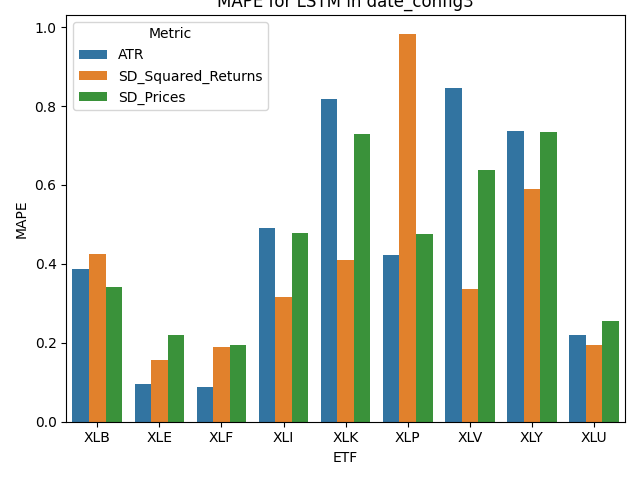 MAPE for LSTM in date_config3
Metric
ATR
SD_Squared_Returns
SD_Prices
1.0
0.8
0.6
0.4
0.2
0.0
MAPE
XLB XLE XLF XLI XLK XLP XLV XLY XLU
ETF